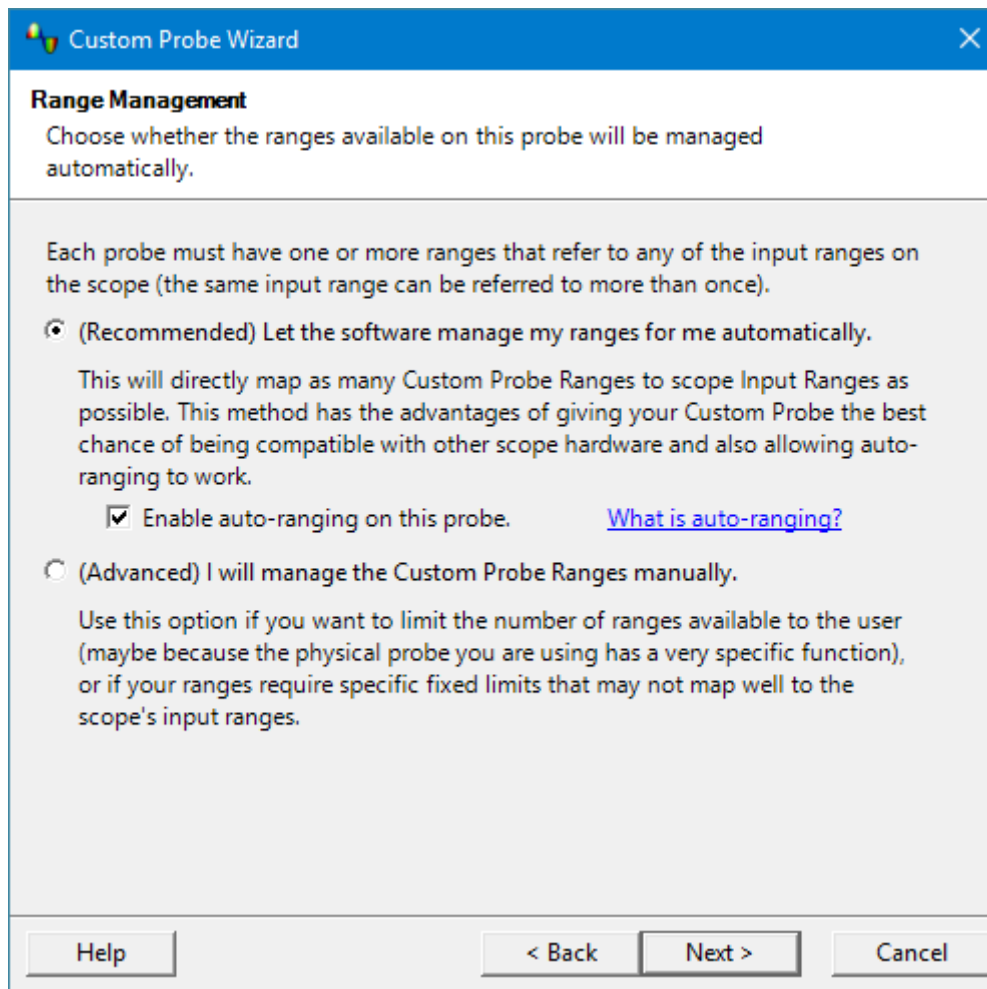 Custom Probe Wizard
Range Management
Choose whether the ranges available on this probe will be managed
automatically.
Each probe must have one or more ranges that refer to any of the input ranges on
the scope (the same input range can be referred to more than once).
(Recommended) Let the software manage my ranges for me automatically.
This will directly map as many Custom Probe Ranges to scope Input Ranges as
possible. This method has the advantages of giving your Custom Probe the best
chance of being compatible with other scope hardware and also allowing auto-
ranging to work.
Enable auto-ranging on this probe. What is auto-ranging?
(Advanced) I will manage the Custom Probe Ranges manually.
Use this option if you want to limit the number of ranges available to the user
(maybe because the physical probe you are using has a very specific function),
or if your ranges require specific fixed limits that may not map well to the
scope's input ranges.
Help < Back Next > Cancel